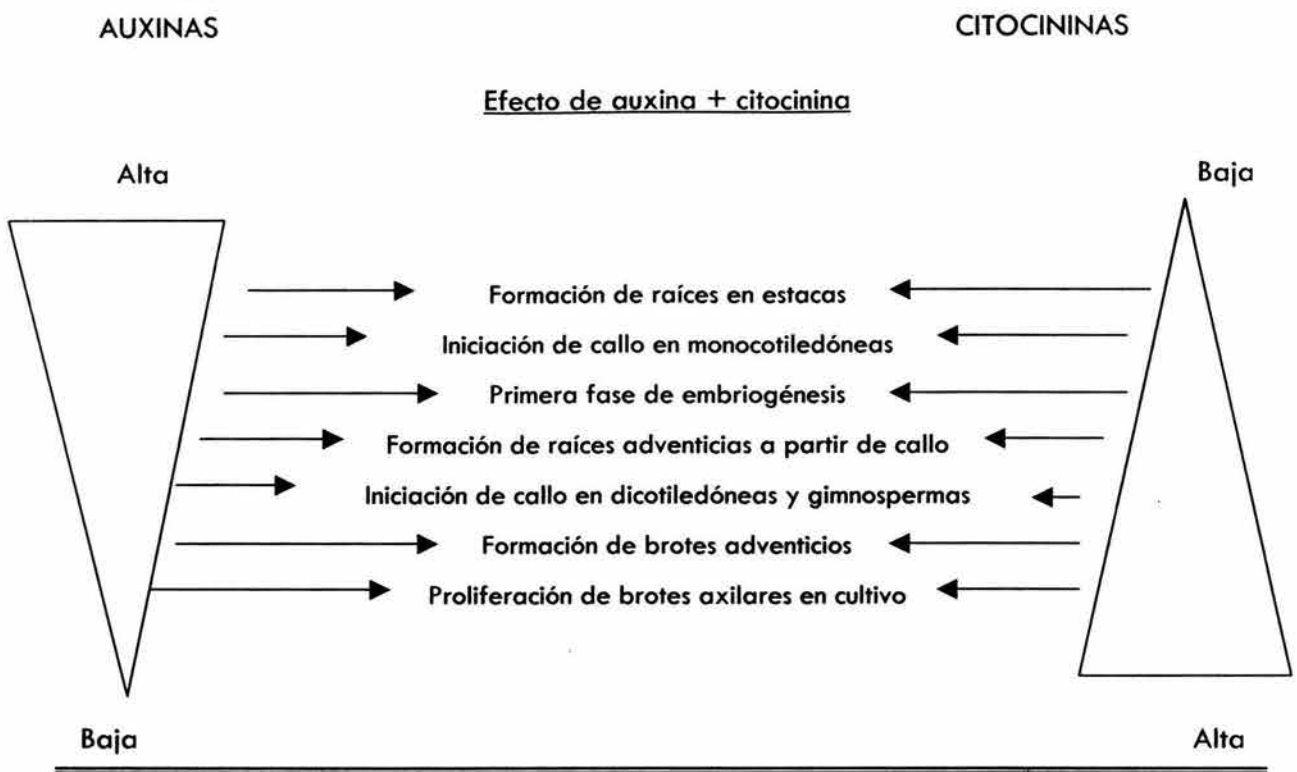 AUXINAS
CITOCININAS
Efecto de auxina + citocinina
Alta
Baja
Formación de raíces en estacas
Iniciación de callo en monocotiledóneas
Primera fase de embriogénesis
Formación de raíces adventicias a partir de callo
Iniciación de callo en dicotiledóneas y gimnospermas
Formación de brotes adventicios
Proliferación de brotes axilares en cultivo
Baja
Alta